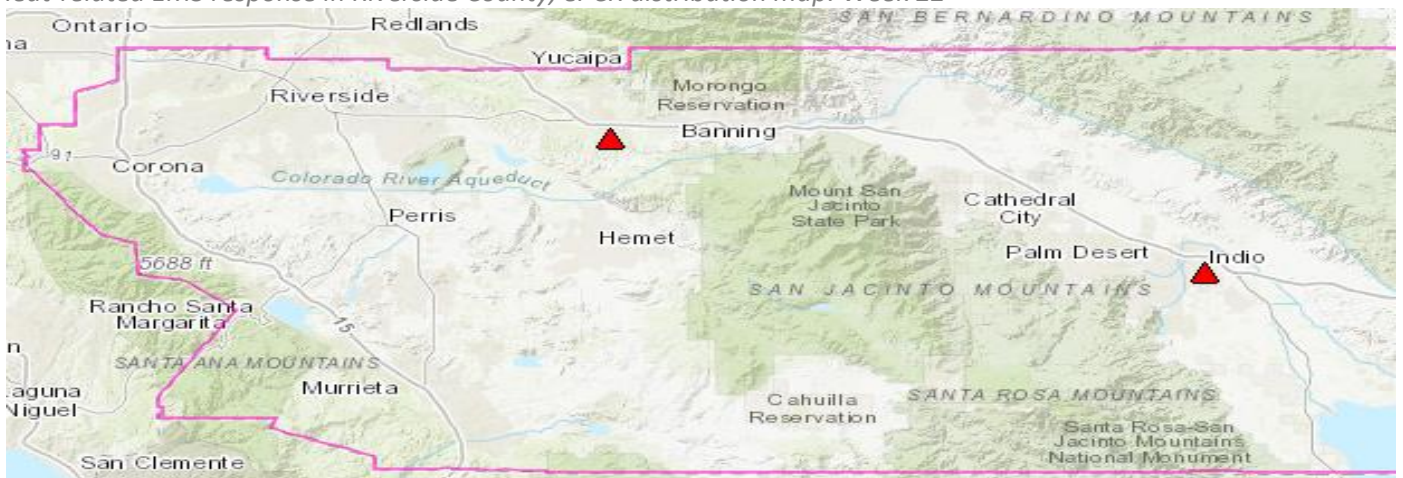 Ontario
Redlands
SAN BERNARDINO MOUNTAINS
Yucaipa
Riverside
Morongo
Reservation
Banning
91
Corona
Colorado River Aqueduct
Mount San
Jacinto
State Park
Cathedral
City
Perris
Hemet
Palm Desert
Indio
5688 ft
SAN JACINTO MOUNTAINS
Rancho Santa
Margarita
15
SANTA ANA MOUNTAINS
Murrieta
Cahuilla
Reservation
SANTA ROSA MOUNTAINS
Santa Rosa-San
Jacinto Mountains
National Monument
San Clemente